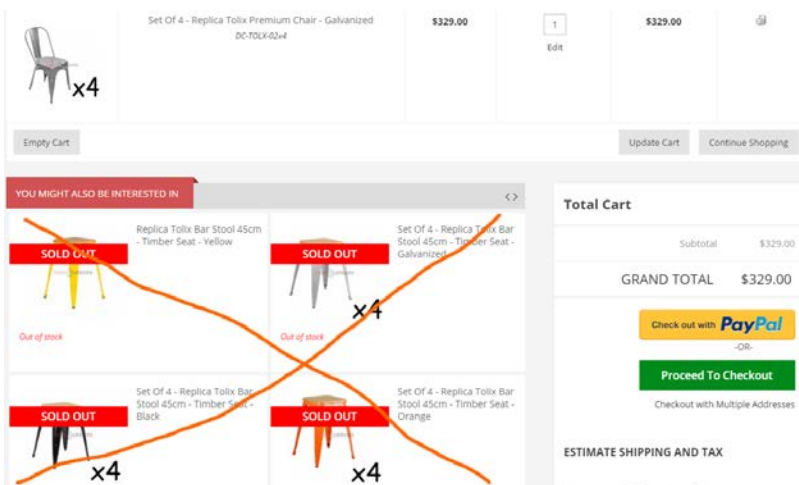 Set Of 4 - Replica Tolix Premium Chair - Galvanized
DC-TOLX-02x4
$329.00
1
Edit
$329.00
x4
Empty Cart
Update Cart
Continue Shopping
YOU MIGHT ALSO BE INTERESTED IN
<>
Replica Tolix Bar Stool 45cm
- Timber Seat - Yellow
SOLD OUT
Out of stock
Set Of 4 - Replica Tolix Bar
Stool 45cm - Timber Seat -
Galvanized
SOLD OUT
x4
Out of stock
Set Of 4 - Replica Tolix Bar
Stool 45cm - Timber Seat -
Black
SOLD OUT
x4
Set Of 4 - Replica Tolix Bar
Stool 45cm - Timber Seat -
Orange
SOLD OUT
x4
Total Cart
Subtotal $329.00
GRAND TOTAL $329.00
Check out with PayPal
-OR-
Proceed To Checkout
Checkout with Multiple Addresses
ESTIMATE SHIPPING AND TAX